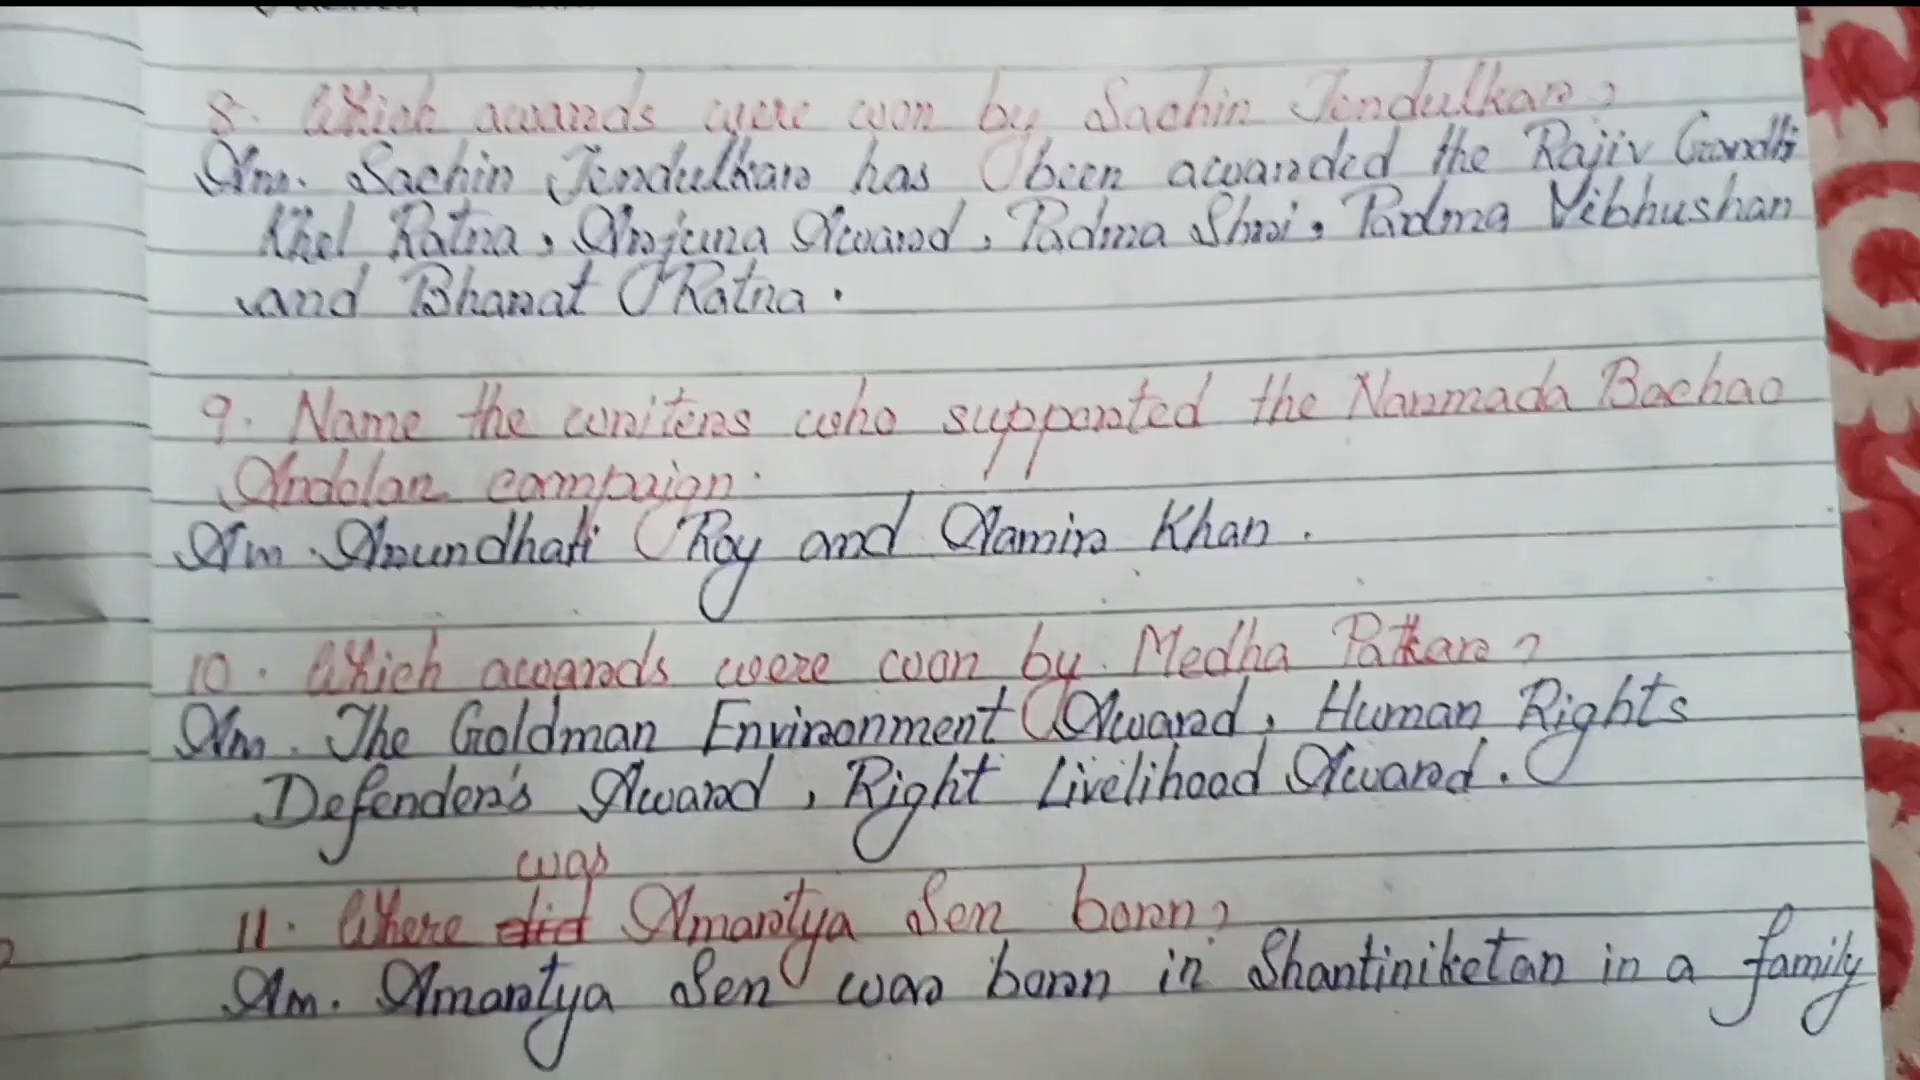 8. Which awards were won by Sachin Tendulkar?
Ans. Sachin Tendulkar has been awarded the Rajiv Gandhi
Khel Ratna, Arjuna Award, Padma Shri, Padma Vibhushan
and Bharat Ratna.
9. Name the writers who supported the Narmada Bachao
Andolan campaign.
Ans. Arundhati Roy and Aamir Khan.
10. Which awards were won by Medha Patkar?
Ans. The Goldman Environment Award, Human Rights
Defender's Award, Right Livelihood Award.
was
11. Where did Amartya Sen born?
Ans. Amartya Sen was born in Shantiniketan in a family